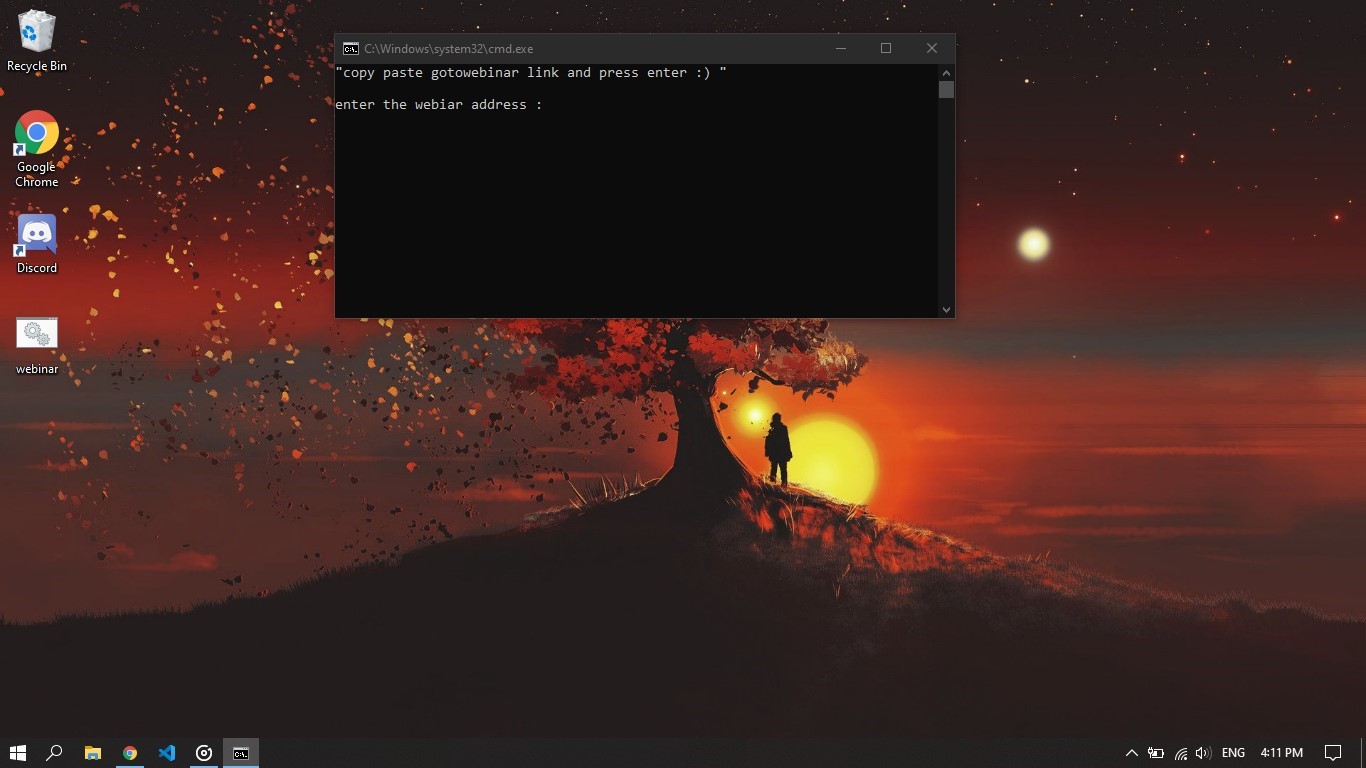 Recycle Bin
Google
Chrome
Discord
webinar
C:\Windows\system32\cmd.exe
"copy paste gotowebinar link and press enter :) "
enter the webiar address :
ENG
4:11 PM